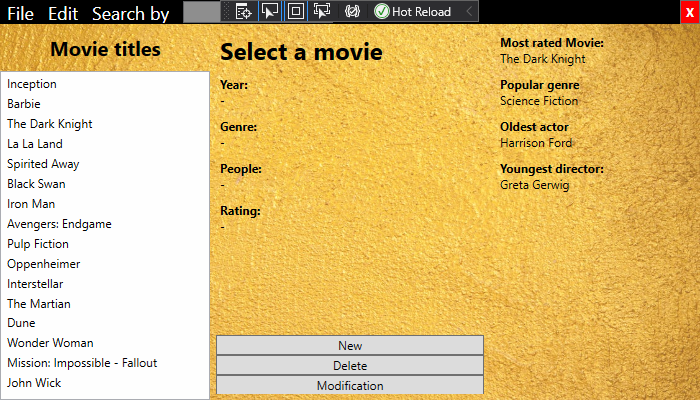 File Edit Search by Hot Reload X
Movie titles
Inception
Barbie
The Dark Knight
La La Land
Spirited Away
Black Swan
Iron Man
Avengers: Endgame
Pulp Fiction
Oppenheimer
Interstellar
The Martian
Dune
Wonder Woman
Mission: Impossible - Fallout
John Wick
Select a movie
Year:
-
Genre:
-
People:
-
Rating:
-
New
Delete
Modification
Most rated Movie:
The Dark Knight
Popular genre
Science Fiction
Oldest actor
Harrison Ford
Youngest director:
Greta Gerwig